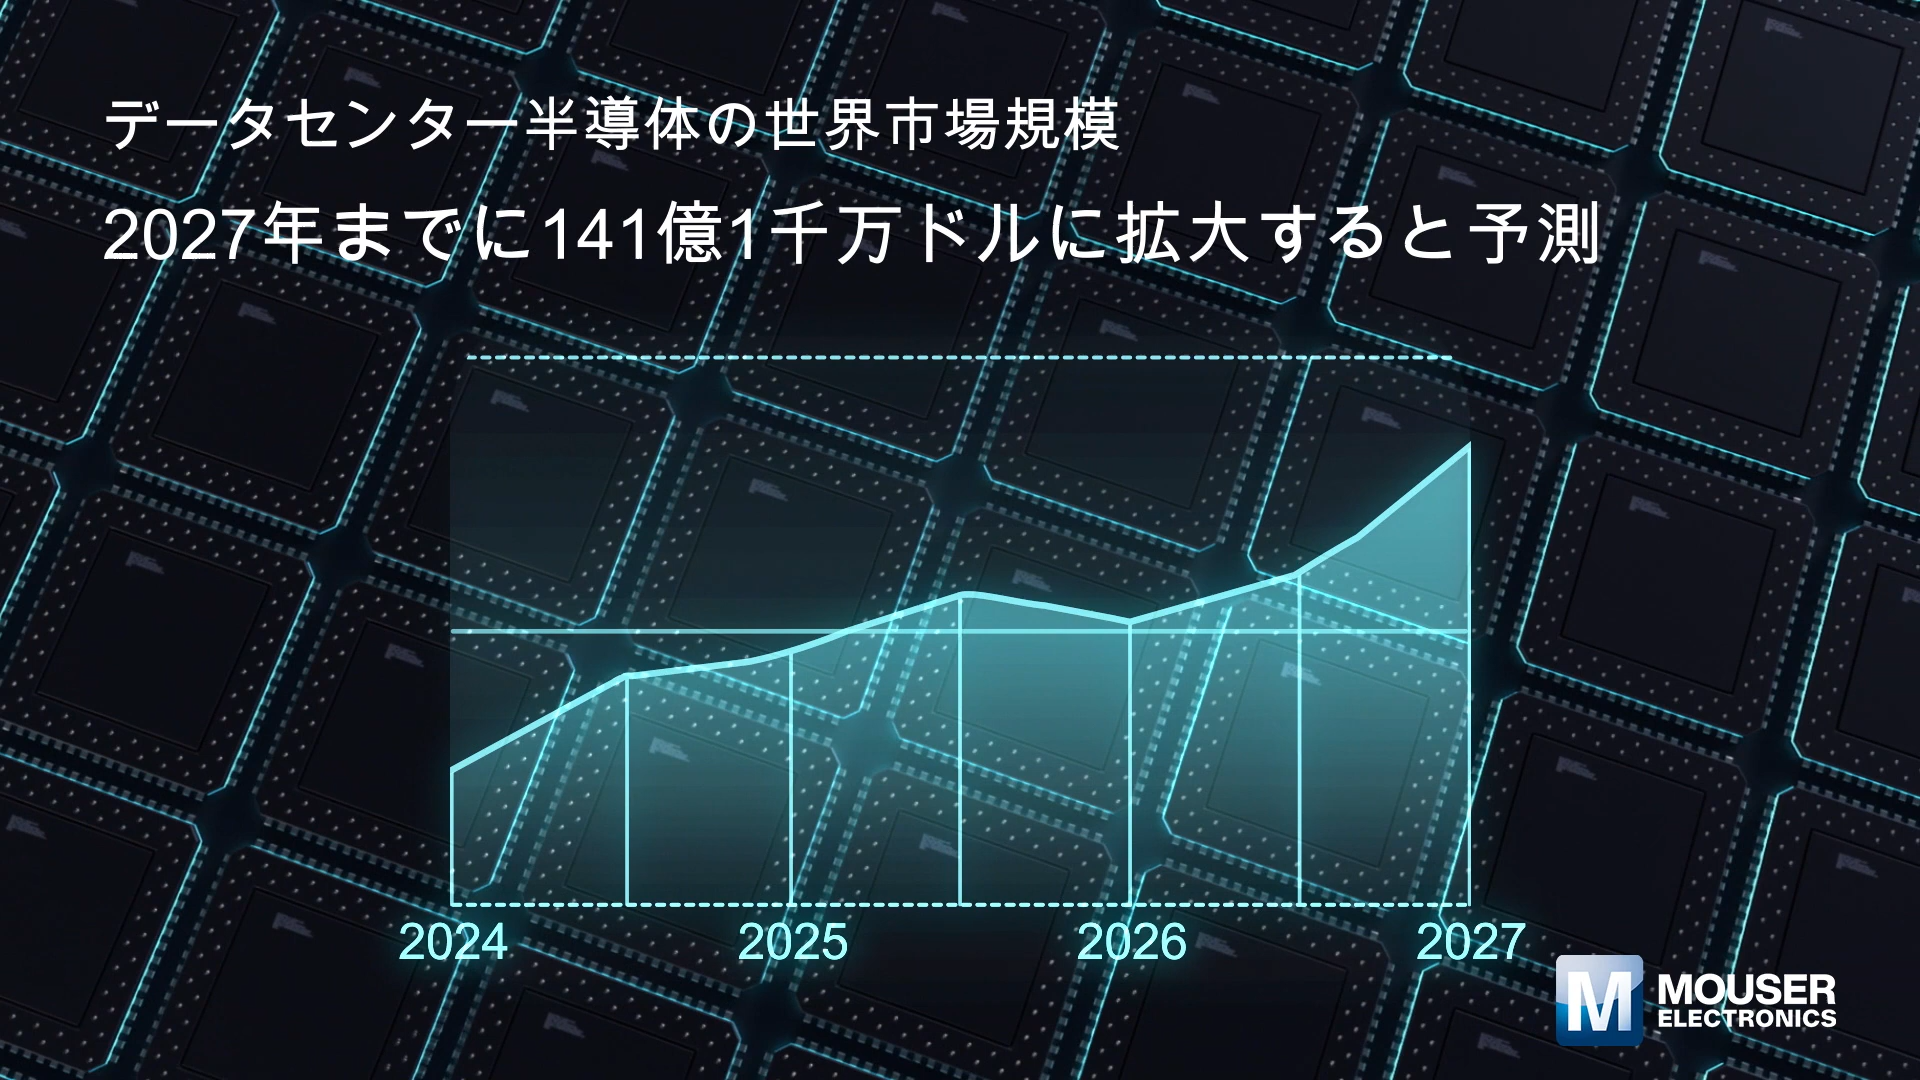 データセンター半導体の世界市場規模
2027年までに141億1千万ドルに拡大すると予測
2024 2025 2026 2027
M MOUSER
ELECTRONICS